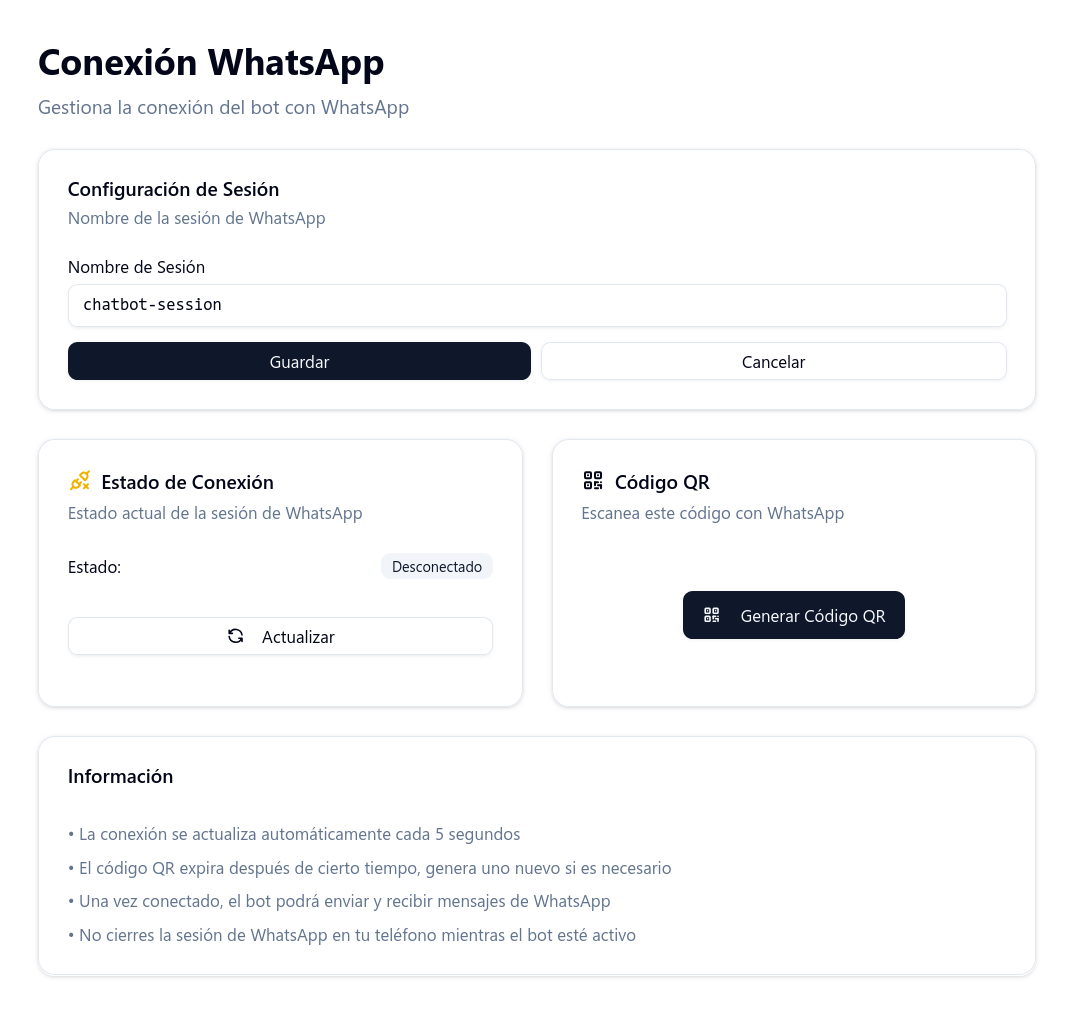 Conexión WhatsApp
Gestiona la conexión del bot con WhatsApp
Configuración de Sesión
Nombre de la sesión de WhatsApp
Nombre de Sesión
chatbot-session
Guardar
Cancelar
Estado de Conexión
Estado actual de la sesión de WhatsApp
Estado:
Desconectado
Actualizar
Código QR
Escanea este código con WhatsApp
Generar Código QR
Información
• La conexión se actualiza automáticamente cada 5 segundos
• El código QR expira después de cierto tiempo, genera uno nuevo si es necesario
• Una vez conectado, el bot podrá enviar y recibir mensajes de WhatsApp
• No cierres la sesión de WhatsApp en tu teléfono mientras el bot esté activo